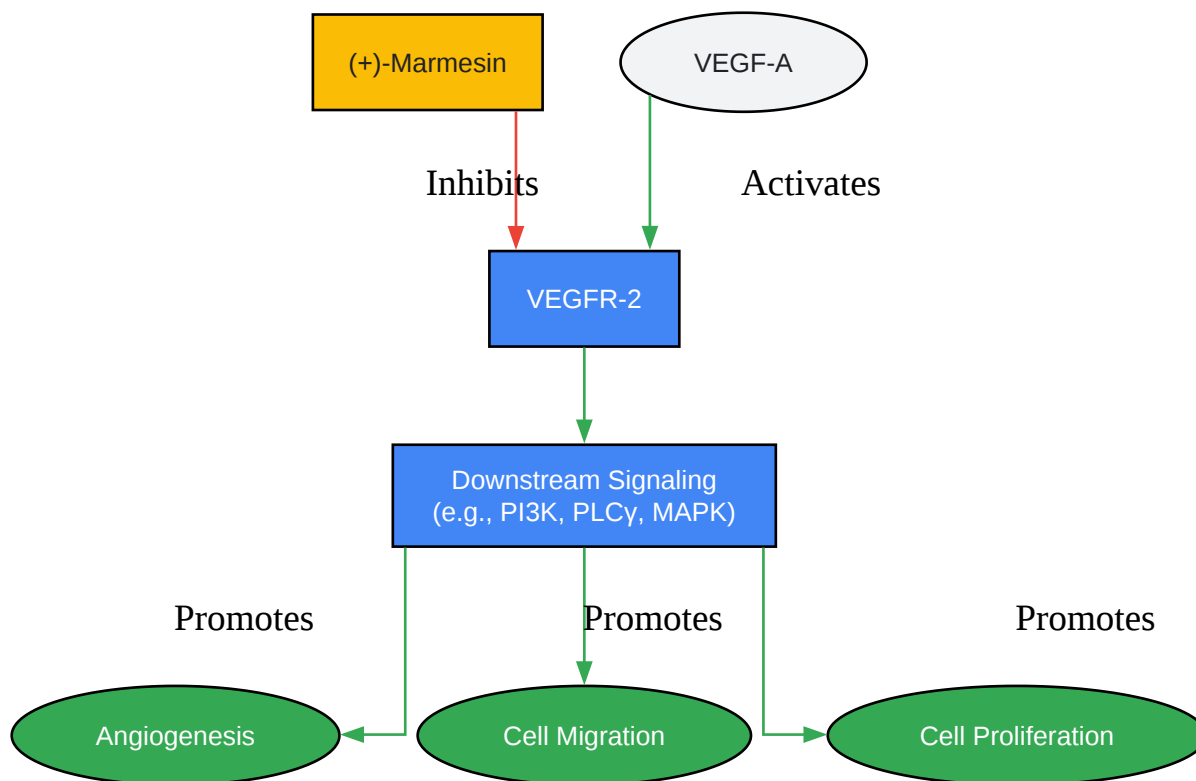 (+)-Marmesin
VEGF-A
Inhibits
Activates
VEGFR-2
Downstream Signaling
(e.g., PI3K, PLCγ, MAPK)
Promotes
Promotes
Promotes
Angiogenesis
Cell Migration
Cell Proliferation